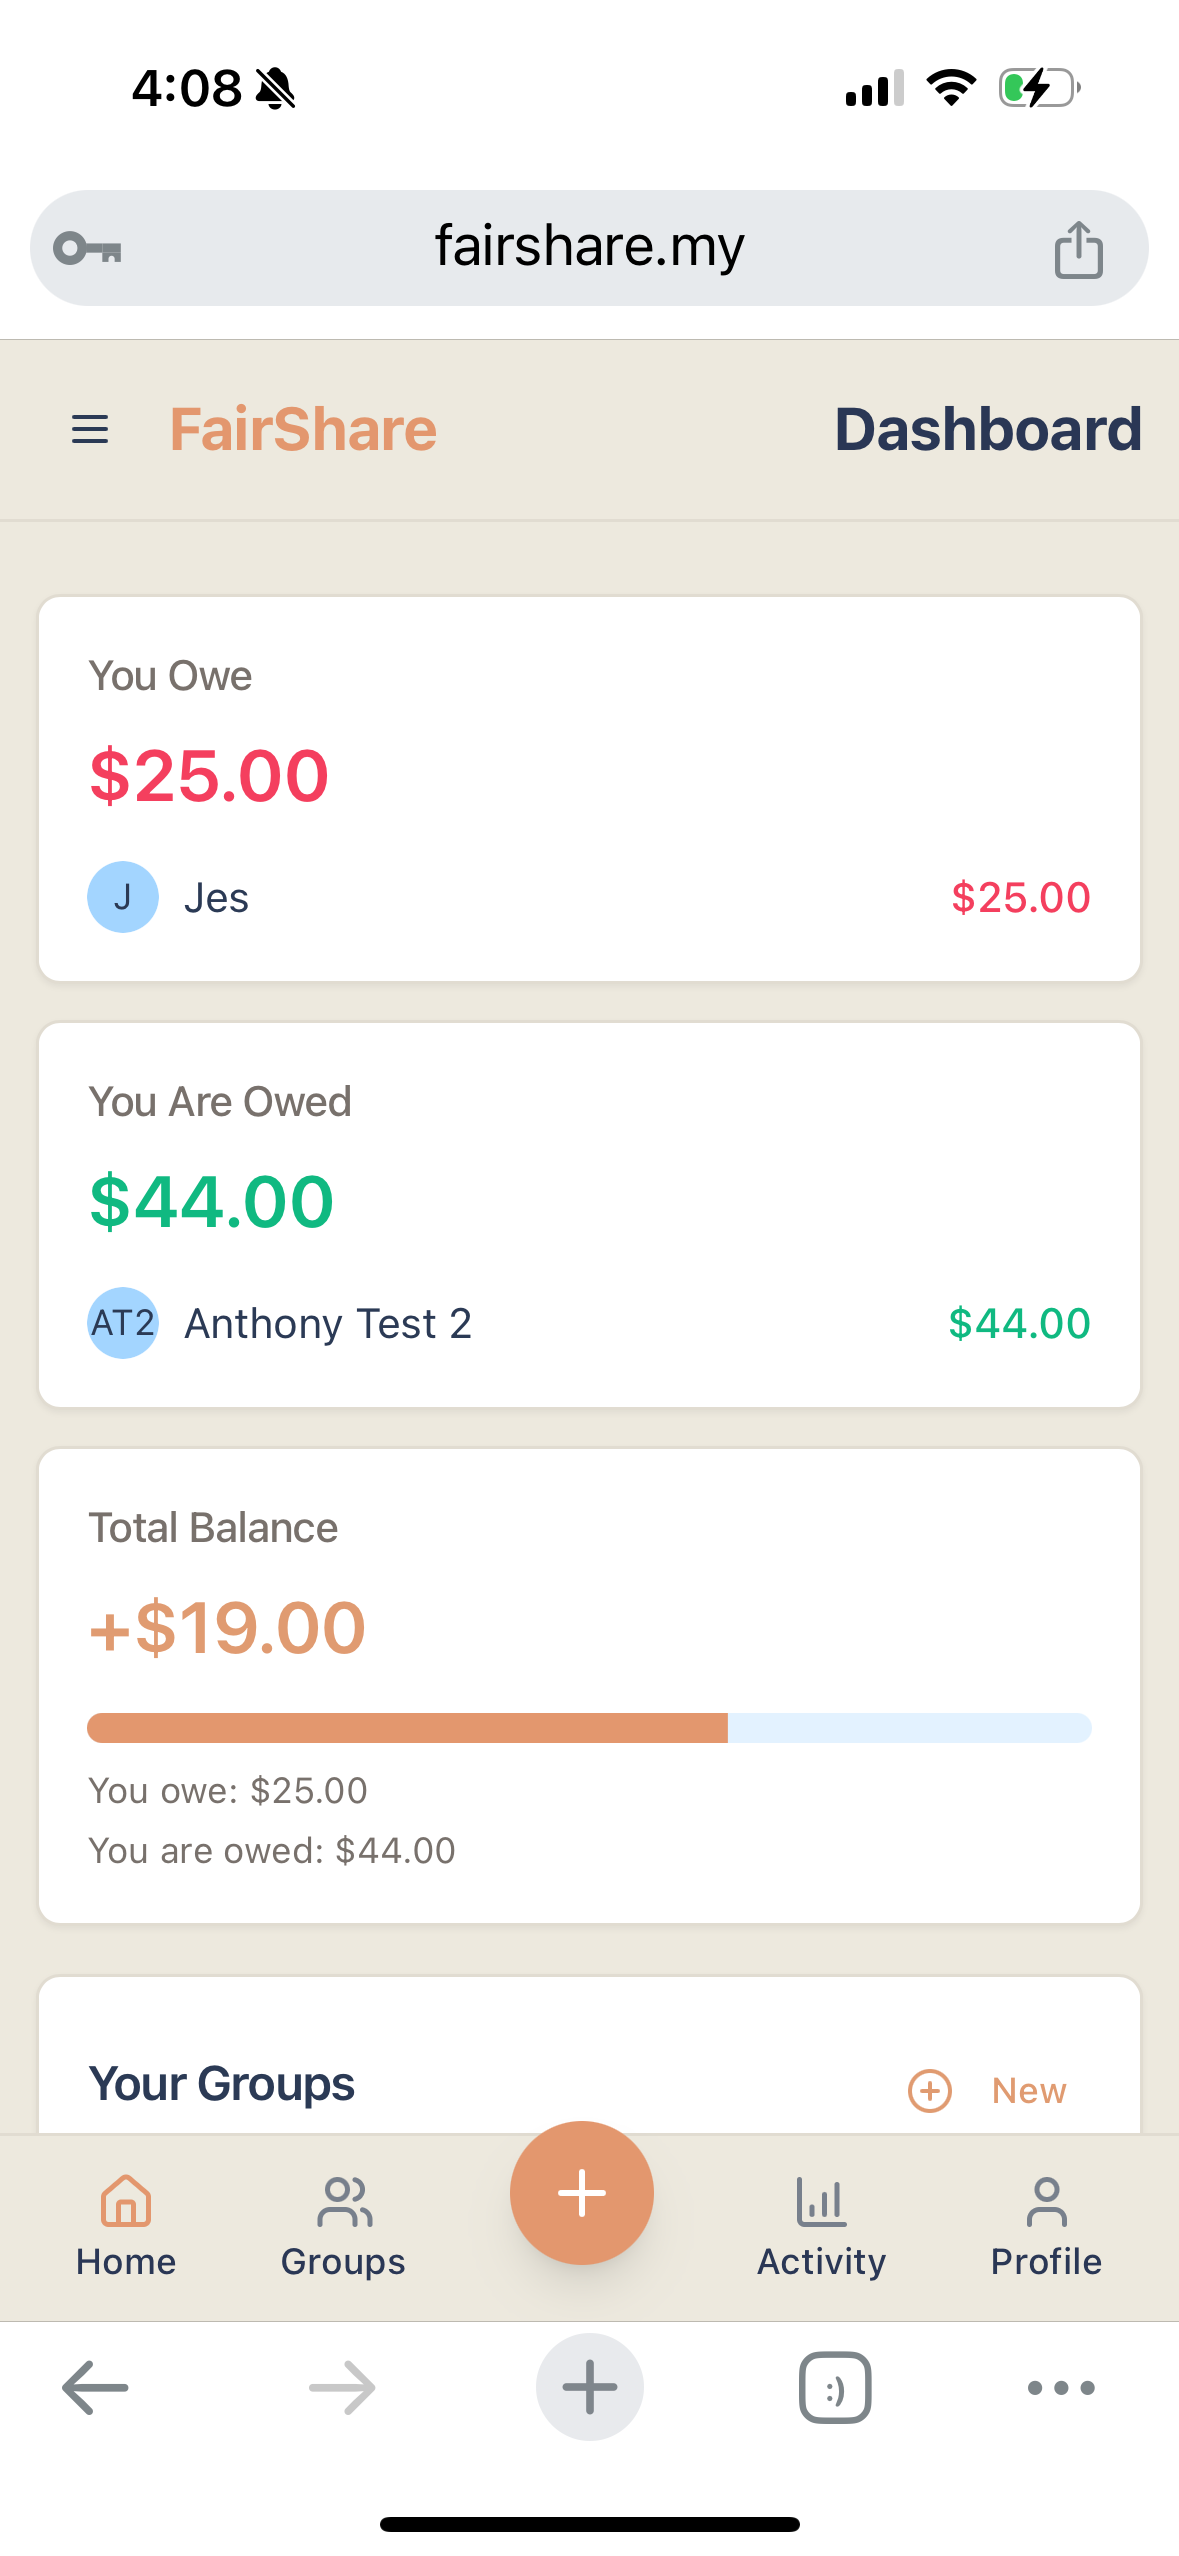 4:08
fairshare.my
FairShare Dashboard
You Owe
$25.00
J Jes $25.00
You Are Owed
$44.00
AT2 Anthony Test 2 $44.00
Total Balance
+$19.00
You owe: $25.00
You are owed: $44.00
Your Groups New
Home Groups Activity Profile
:)